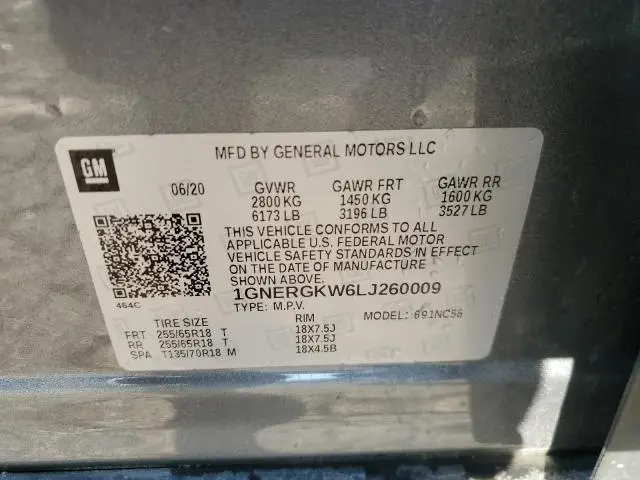 GM
MFD BY GENERAL MOTORS LLC
06/20 GVWR GAWR FRT GAWR RR
2800 KG 1450 KG 1600 KG
6173 LB 3196 LB 3527 LB
THIS VEHICLE CONFORMS TO ALL
APPLICABLE U.S. FEDERAL MOTOR
VEHICLE SAFETY STANDARDS IN EFFECT
ON THE DATE OF MANUFACTURE
SHOWN ABOVE.
464C
1GNERGKW6LJ260009
TYPE: M.P.V. MODEL: 691NC56
TIRE SIZE RIM
FRT 255/65R18 T 18X7.5J
RR 255/65R18 T 18X7.5J
SPA T135/70R18 M 18X4.5B